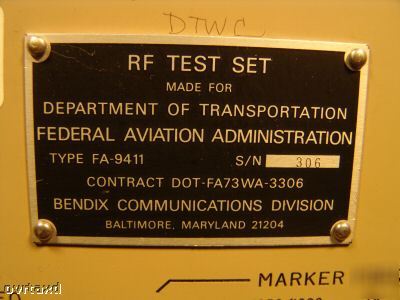 DTWC
RF TEST SET
MADE FOR
DEPARTMENT OF TRANSPORTATION
FEDERAL AVIATION ADMINISTRATION
TYPE FA-9411 S/N 306
CONTRACT DOT-FA73WA-3306
BENDIX COMMUNICATIONS DIVISION
BALTIMORE, MARYLAND 21204
MARKER